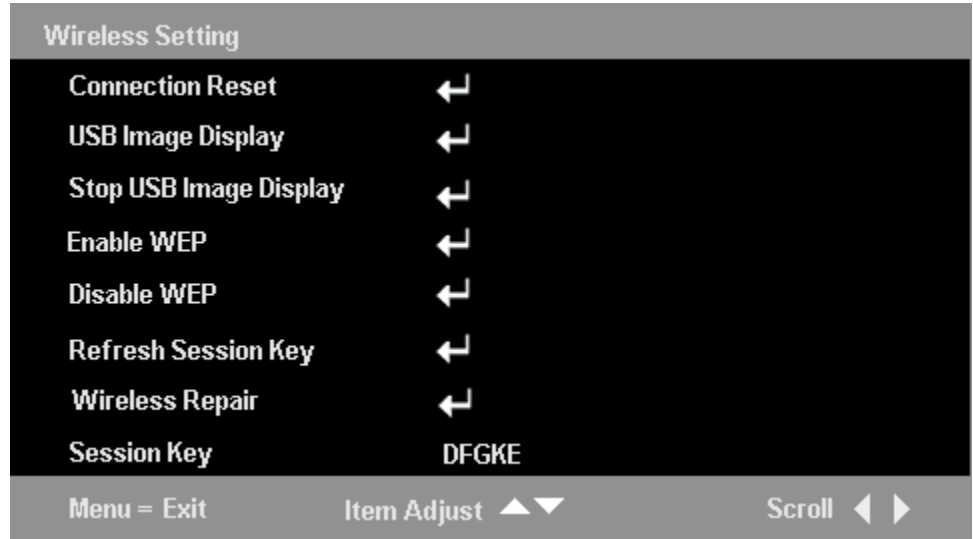 Wireless Setting
Connection Reset
USB Image Display
Stop USB Image Display
Enable WEP
Disable WEP
Refresh Session Key
Wireless Repair
Session Key DFGKE
Menu = Exit Item Adjust Scroll